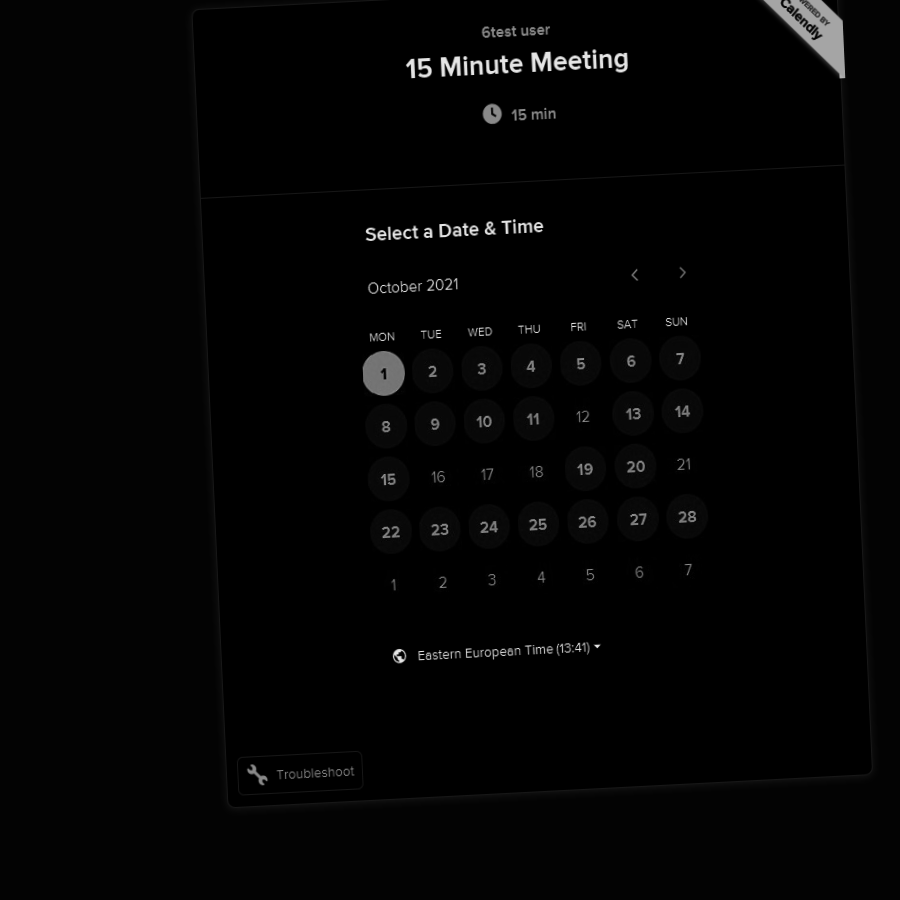 POWERED BY
Calendly
6test user
15 Minute Meeting
15 min
Select a Date & Time
October 2021
MON TUE WED THU FRI SAT SUN
1 2 3 4 5 6 7
8 9 10 11 12 13 14
15 16 17 18 19 20 21
22 23 24 25 26 27 28
1 2 3 4 5 6 7
Eastern European Time (13:41)
Troubleshoot